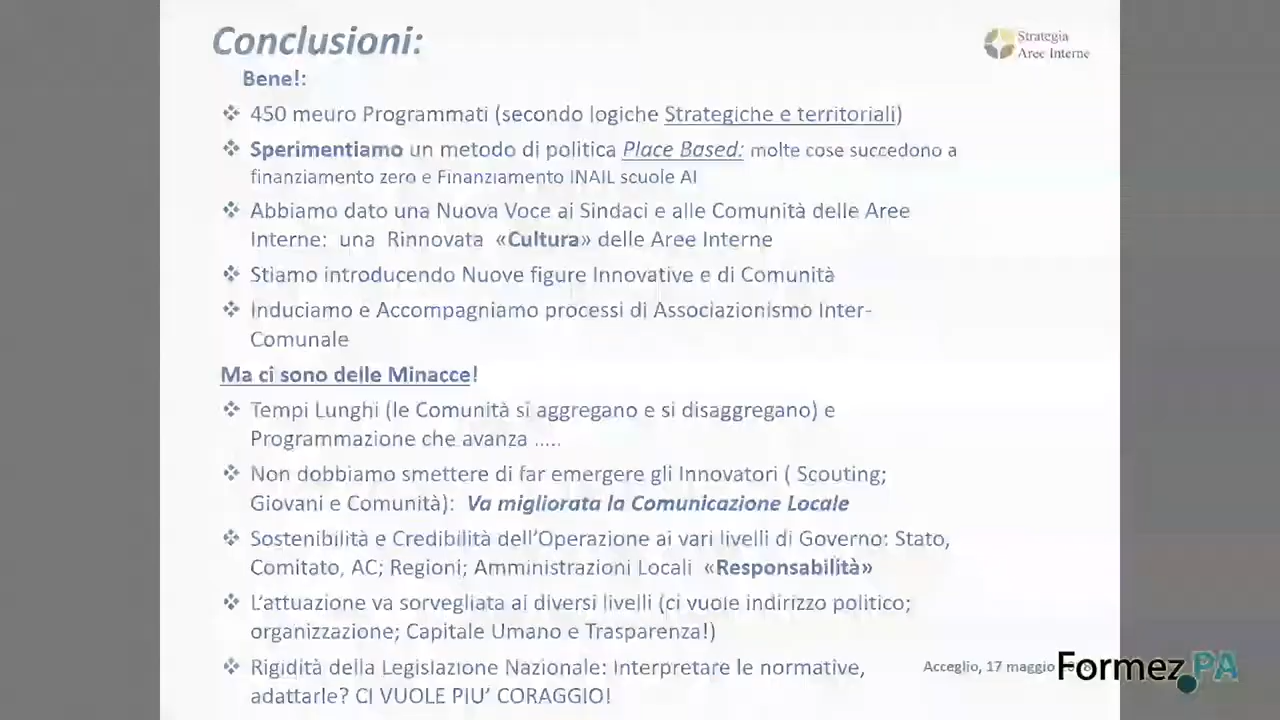 Conclusioni:
Strategia
Aree Interne
Bene!:
❖ 450 meuro Programmati (secondo logiche Strategiche e territoriali)
❖ Sperimentiamo un metodo di politica Place Based: molte cose succedono a
finanziamento zero e Finanziamento INAIL scuole AI
❖ Abbiamo dato una Nuova Voce ai Sindaci e alle Comunità delle Aree
Interne: una Rinnovata «Cultura» delle Aree Interne
❖ Stiamo introducendo Nuove figure Innovative e di Comunità
❖ Induciamo e Accompagniamo processi di Associazionismo Inter-
Comunale
Ma ci sono delle Minacce!
❖ Tempi Lunghi (le Comunità si aggregano e si disaggregano) e
Programmazione che avanza .....
❖ Non dobbiamo smettere di far emergere gli Innovatori ( Scouting;
Giovani e Comunità): Va migliorata la Comunicazione Locale
❖ Sostenibilità e Credibilità dell'Operazione ai vari livelli di Governo: Stato,
Comitato, AC; Regioni; Amministrazioni Locali «Responsabilità»
❖ L'attuazione va sorvegliata ai diversi livelli (ci vuole indirizzo politico;
organizzazione; Capitale Umano e Trasparenza!)
❖ Rigidità della Legislazione Nazionale: Interpretare le normative,
adattarle? CI VUOLE PIU' CORAGGIO!
Acceglio, 17 maggio
Formez PA